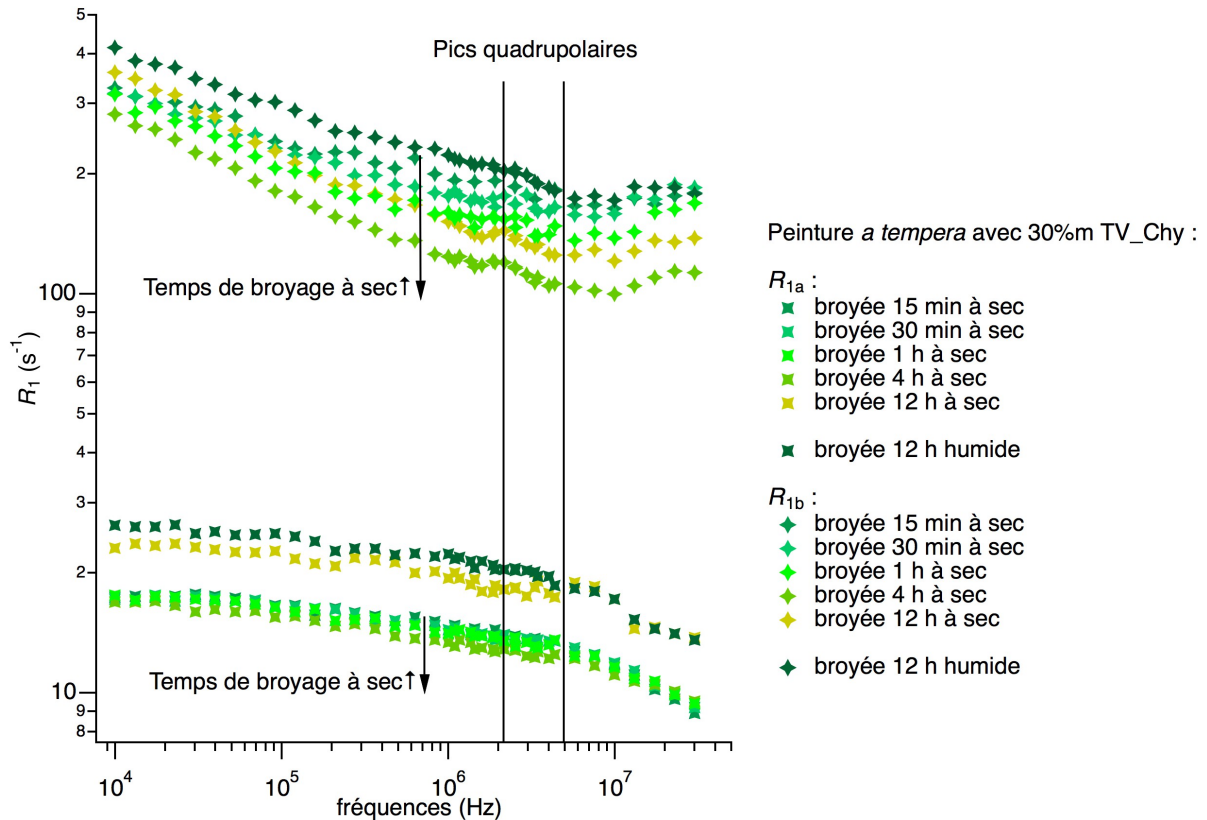 Pics quadrupolaires
5
4
3
2
100
9
8
7
6
5
4
3
2
10
9
8
R1 (s-1)
Temps de broyage à sec↑
Temps de broyage à sec↑
10^4
10^5
10^6
10^7
fréquences (Hz)
Peinture a tempera avec 30%m TV_Chy :
R1a :
broyée 15 min à sec
broyée 30 min à sec
broyée 1 h à sec
broyée 4 h à sec
broyée 12 h à sec
broyée 12 h humide
R1b :
broyée 15 min à sec
broyée 30 min à sec
broyée 1 h à sec
broyée 4 h à sec
broyée 12 h à sec
broyée 12 h humide